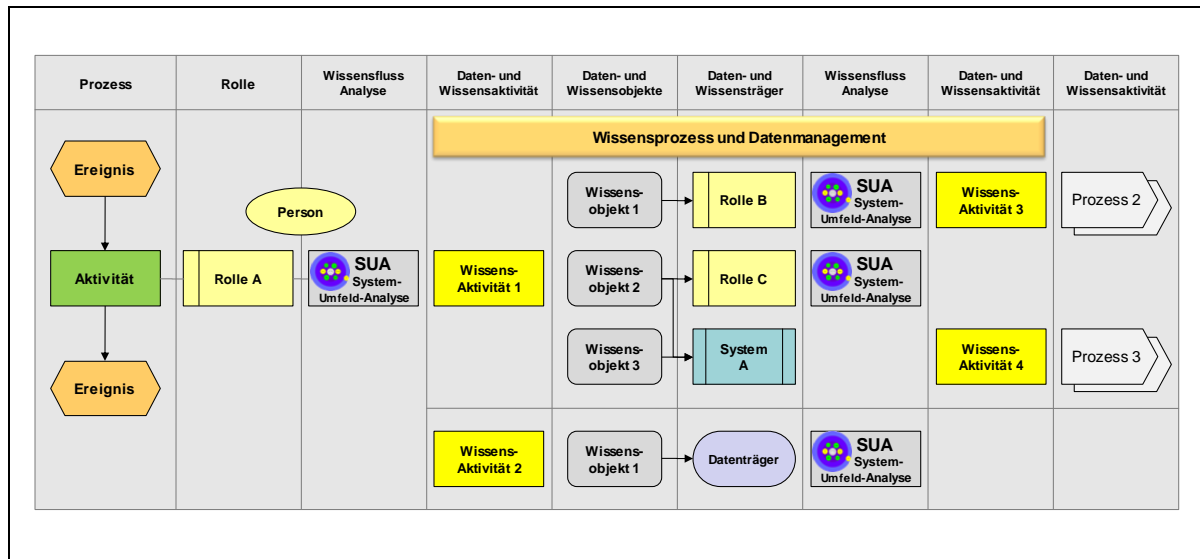 Prozess
Rolle
Wissensfluss
Analyse
Daten- und
Wissensaktivität
Daten- und
Wissensobjekte
Daten- und
Wissensträger
Wissensfluss
Analyse
Daten- und
Wissensaktivität
Daten- und
Wissensaktivität
Wissensprozess und Datenmanagement
Ereignis
Person
Wissens-
objekt 1
Rolle B
SUA
System-
Umfeld-Analyse
Wissens-
Aktivität 3
Prozess 2
Aktivität
Rolle A
SUA
System-
Umfeld-Analyse
Wissens-
Aktivität 1
Wissens-
objekt 2
Rolle C
SUA
System-
Umfeld-Analyse
Ereignis
Wissens-
objekt 3
System
A
Wissens-
Aktivität 4
Prozess 3
Wissens-
Aktivität 2
Wissens-
objekt 1
Datenträger
SUA
System-
Umfeld-Analyse